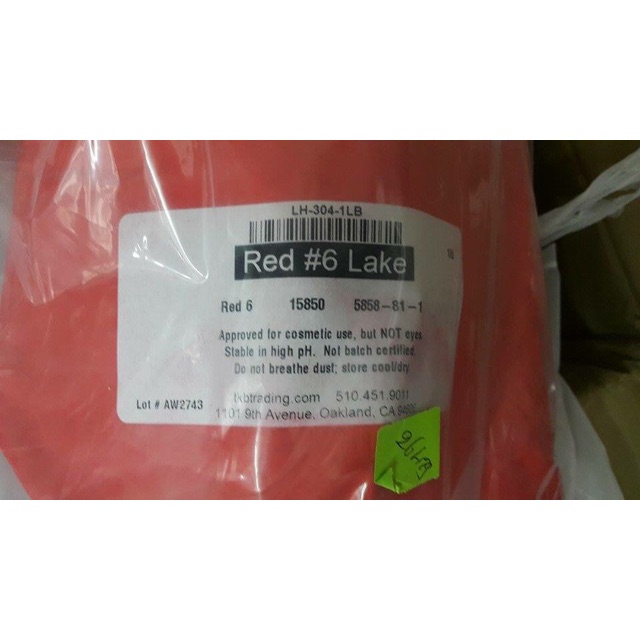 LH-304-1LB
Red #6 Lake
Red 6 15850 5858-81-1
Approved for cosmetic use, but NOT eyes
Stable in high pH. Not batch certified.
Do not breathe dust; store cool/dry.
Lot # AW2743
tkbtrading.com 510.451.9011
1101 9th Avenue, Oakland, CA